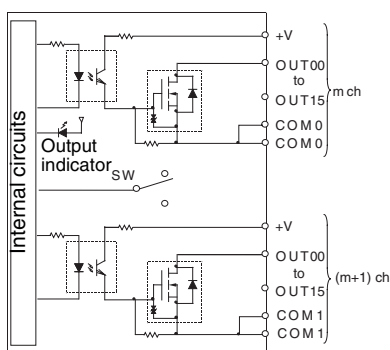 Internal circuits
+V
OUT00
to
OUT15
COM0
COM0
m ch
Output
indicator
SW
+V
OUT00
to
OUT15
COM1
COM1
(m+1) ch